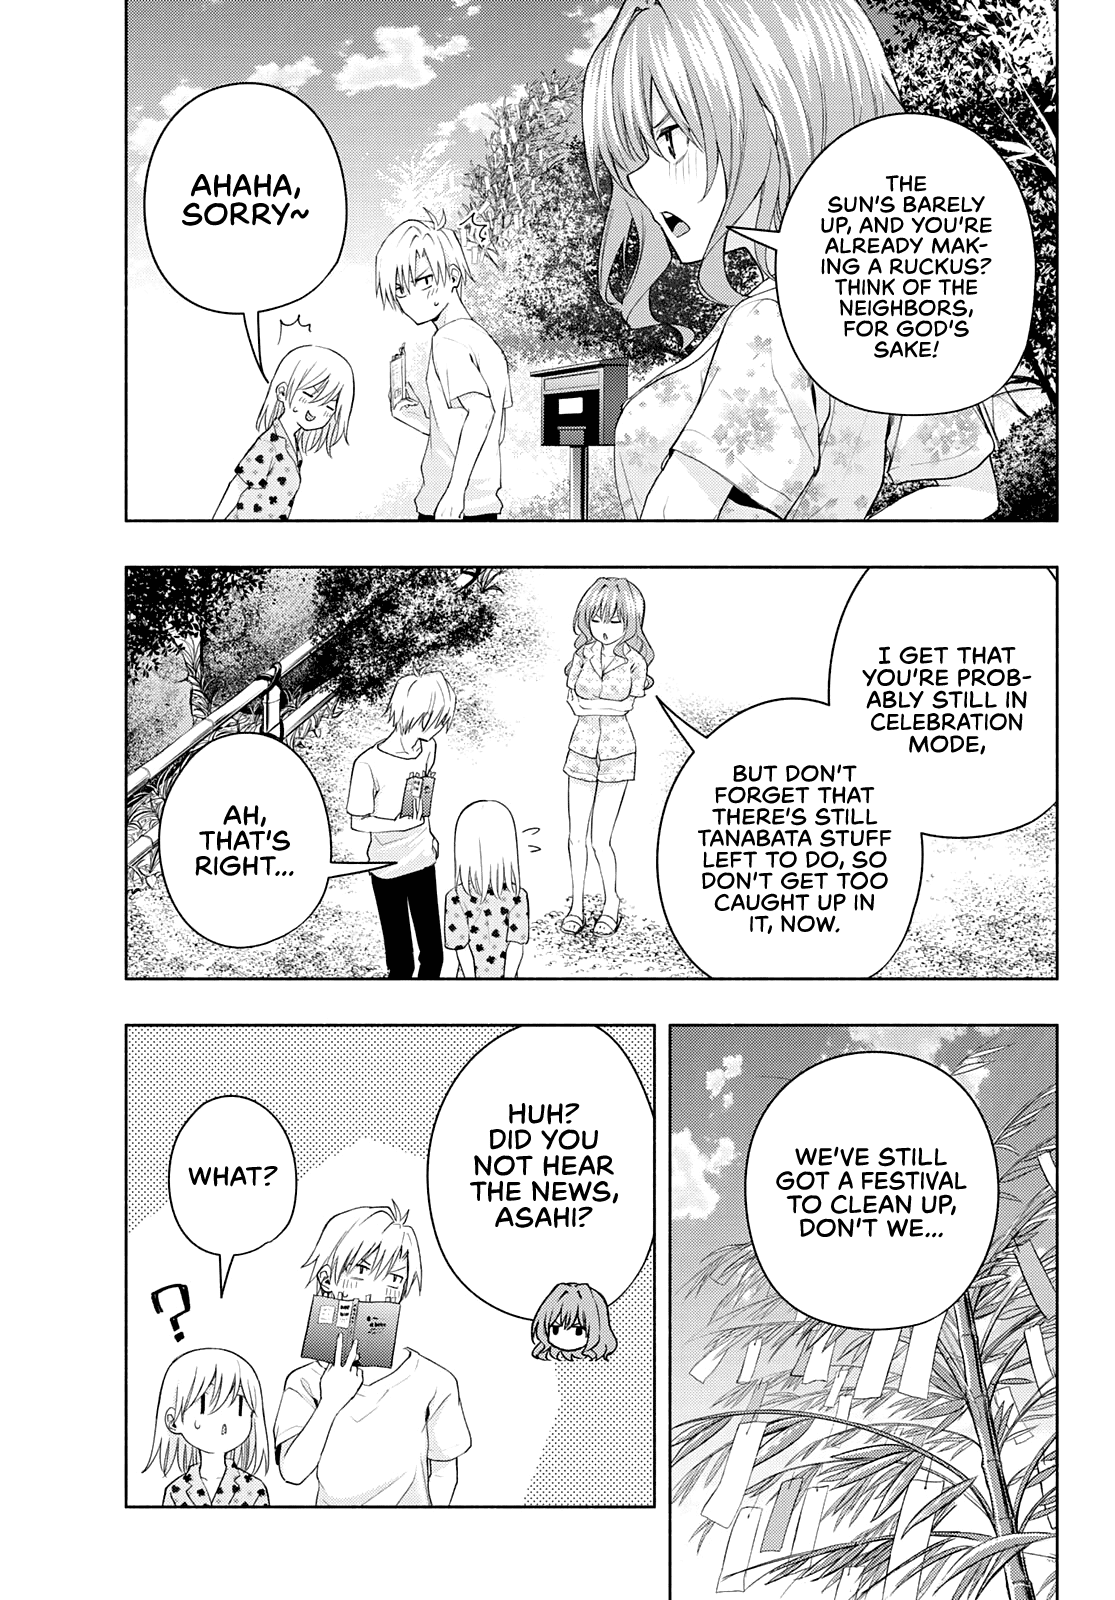 THE
SUN'S BARELY
UP, AND YOU'RE
ALREADY MAK-
ING A RUCKUS?
THINK OF THE
NEIGHBORS,
FOR GOD'S
SAKE!
AHAHA,
SORRY~
I GET THAT
YOU'RE PROB-
ABLY STILL IN
CELEBRATION
MODE,
BUT DON'T
FORGET THAT
THERE'S STILL
TANABATA STUFF
LEFT TO DO, SO
DON'T GET TOO
CAUGHT UP IN
IT, NOW.
AH,
THAT'S
RIGHT...
WE'VE STILL
GOT A FESTIVAL
TO CLEAN UP,
DON'T WE...
HUH?
DID YOU
NOT HEAR
THE NEWS,
ASAHI?
WHAT?
?